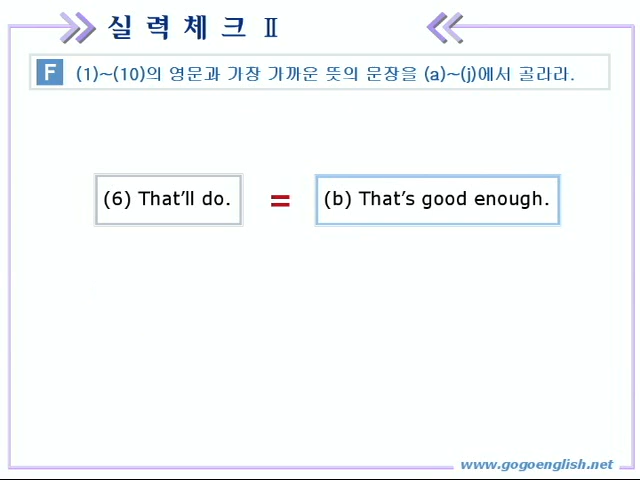 실력체크 Ⅱ
F (1)~(10)의 영문과 가장 가까운 뜻의 문장을 (a)~(j)에서 골라라.
(6) That’ll do. = (b) That’s good enough.
www.gogoenglish.net